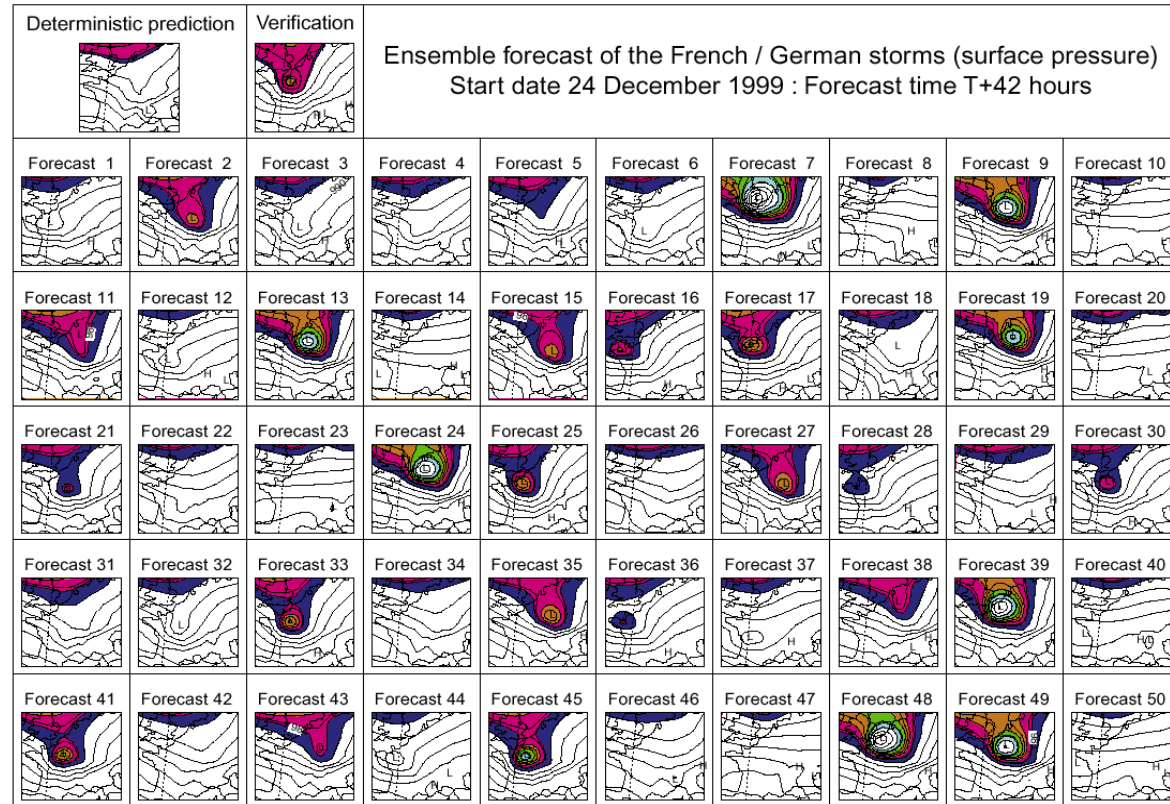 Deterministic prediction
Verification
Ensemble forecast of the French / German storms (surface pressure)
Start date 24 December 1999 : Forecast time T+42 hours
Forecast 1
Forecast 2
Forecast 3
Forecast 4
Forecast 5
Forecast 6
Forecast 7
Forecast 8
Forecast 9
Forecast 10
Forecast 11
Forecast 12
Forecast 13
Forecast 14
Forecast 15
Forecast 16
Forecast 17
Forecast 18
Forecast 19
Forecast 20
Forecast 21
Forecast 22
Forecast 23
Forecast 24
Forecast 25
Forecast 26
Forecast 27
Forecast 28
Forecast 29
Forecast 30
Forecast 31
Forecast 32
Forecast 33
Forecast 34
Forecast 35
Forecast 36
Forecast 37
Forecast 38
Forecast 39
Forecast 40
Forecast 41
Forecast 42
Forecast 43
Forecast 44
Forecast 45
Forecast 46
Forecast 47
Forecast 48
Forecast 49
Forecast 50